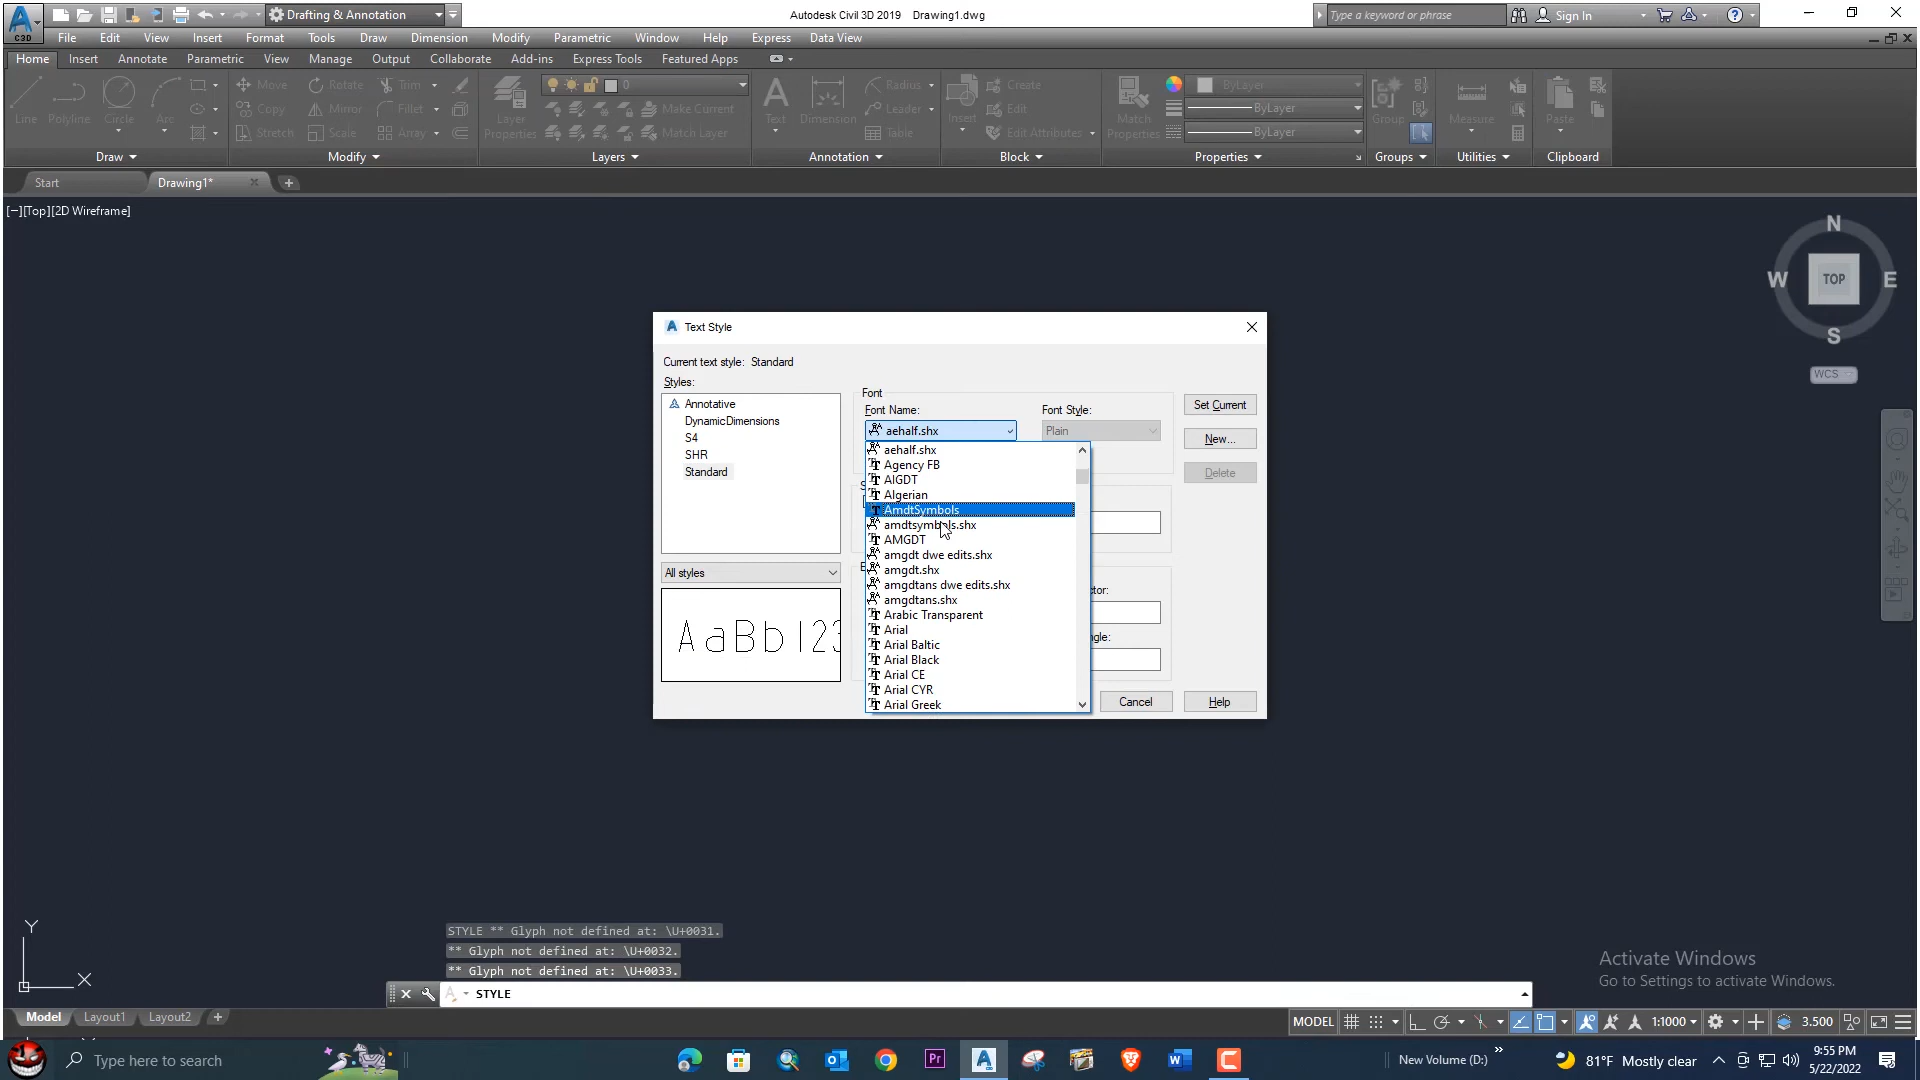 Drafting & Annotation
Autodesk Civil 3D 2019 Drawing1.dwg
Type a keyword or phrase
Sign In
C3D
File Edit View Insert Format Tools Draw Dimension Modify Parametric Window Help Express Data View
Home Insert Annotate Parametric View Manage Output Collaborate Add-ins Express Tools Featured Apps
Line Polyline Circle Arc
Move Rotate Trim
Copy Mirror Fillet
Stretch Scale Array
Layer Properties
0
Make Current
Match Layer
Text Dimension
Radius
Leader
Table
Insert
Create
Edit
Edit Attributes
Match Properties
ByLayer
ByLayer
ByLayer
Group
Measure
Paste
Draw Modify Layers Annotation Block Properties Groups Utilities Clipboard
Start Drawing1*
[−][Top][2D Wireframe]
N
W TOP E
S
WCS
Text Style
Current text style: Standard
Styles:
Annotative
DynamicDimensions
S4
SHR
Standard
All styles
AaBb123
Font
Font Name:
Font Style:
aehalf.shx
Plain
aehalf.shx
Agency FB
AIGDT
Algerian
AmdtSymbols
amdtsymbols.shx
AMGDT
amgdt dwe edits.shx
amgdt.shx
amgdtans dwe edits.shx
amgdtans.shx
Arabic Transparent
Arial
Arial Baltic
Arial Black
Arial CE
Arial CYR
Arial Greek
Set Current
New...
Delete
Cancel
Help
STYLE ** Glyph not defined at: \U+0031.
** Glyph not defined at: \U+0032.
** Glyph not defined at: \U+0033.
STYLE
Y
X
Activate Windows
Go to Settings to activate Windows.
Model Layout1 Layout2
MODEL 1:1000 3.500
Type here to search
New Volume (D:)
81°F Mostly clear
9:55 PM
5/22/2022